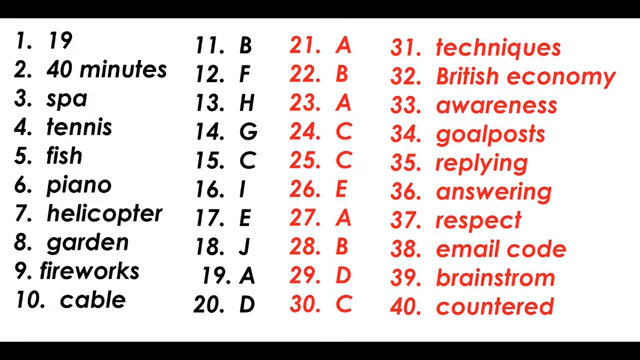 1. 19
2. 40 minutes
3. spa
4. tennis
5. fish
6. piano
7. helicopter
8. garden
9. fireworks
10. cable
11. B
12. F
13. H
14. G
15. C
16. I
17. E
18. J
19. A
20. D
21. A
22. B
23. A
24. C
25. C
26. E
27. A
28. B
29. D
30. C
31. techniques
32. British economy
33. awareness
34. goalposts
35. replying
36. answering
37. respect
38. email code
39. brainstrom
40. countered